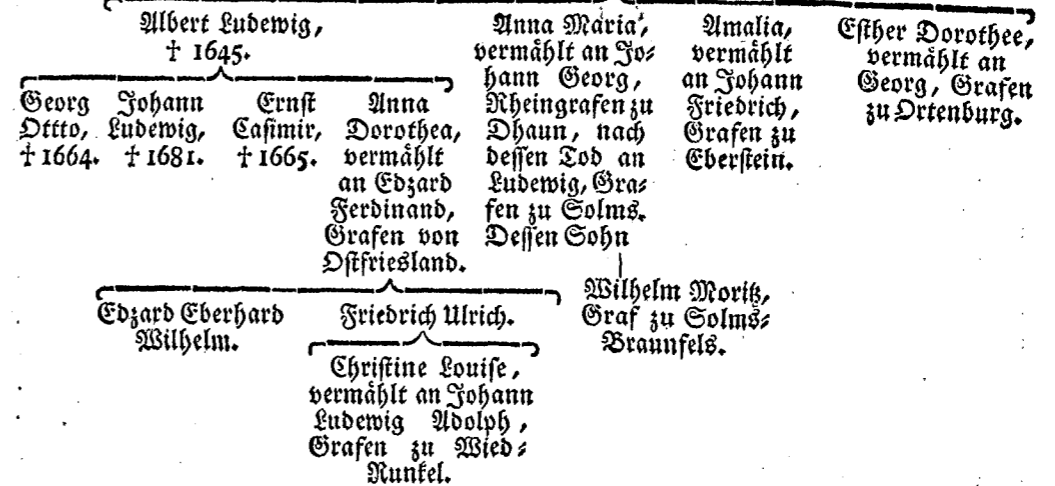 Albert Ludewig,
† 1645.
Anna Maria,
vermählt an Jo⸗
hann Georg,
Rheingrafen zu
Dhaun, nach
dessen Tod an
Ludewig, Gra⸗
fen zu Solms.
Dessen Sohn
Amalia,
vermählt
an Johann
Friedrich,
Grafen zu
Eberstein.
Esther Dorothee,
vermählt an
Georg, Grafen
zu Ortenburg.
Georg
Ottto,
† 1664.
Johann
Ludewig,
† 1681.
Ernst
Casimir,
† 1665.
Anna
Dorothea,
vermählt
an Edzard
Ferdinand,
Grafen von
Ostfriesland.
Wilhelm Moritz,
Graf zu Solms⸗
Braunfels.
Edzard Eberhard
Wilhelm.
Friedrich Ulrich.
Christine Louise,
vermählt an Johann
Ludewig Adolph,
Grafen zu Wied⸗
Runkel.